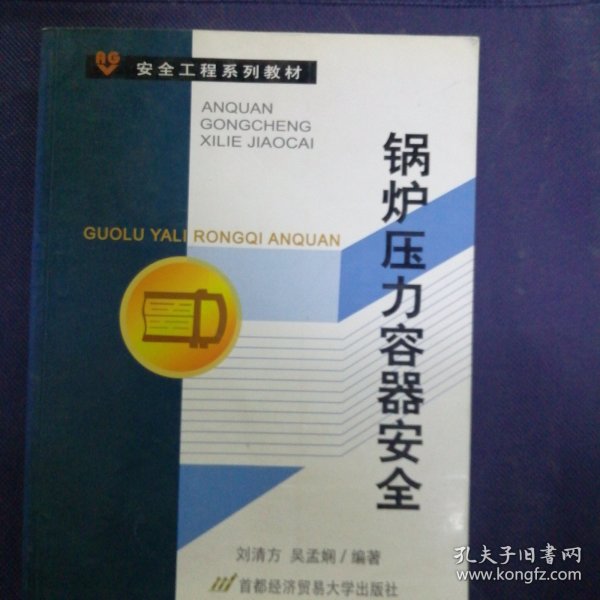 AG
安全工程系列教材
ANQUAN
GONGCHENG
XILIE JIAOCAI
GUOLU YALI RONGQI ANQUAN
锅炉压力容器安全
刘清方 吴孟娴/编著
首都经济贸易大学出版社
孔夫子旧书网
www.kongfz.com